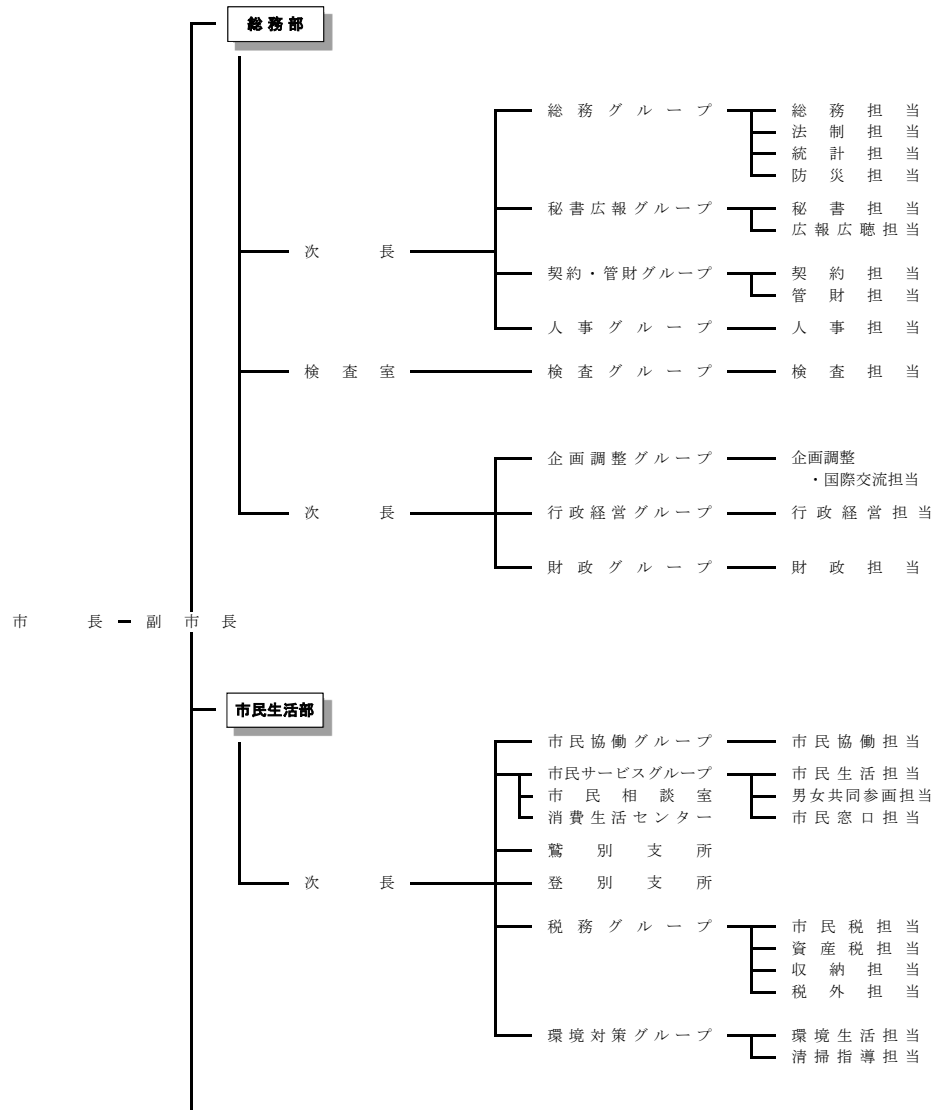 総務部
総務グループ 総務担当
法制担当
統計担当
防災担当
秘書広報グループ 秘書担当
広報広聴担当
次長
契約・管財グループ 契約担当
管財担当
人事グループ 人事担当
検査室 検査グループ 検査担当
企画調整グループ 企画調整
・国際交流担当
次長 行政経営グループ 行政経営担当
財政グループ 財政担当
市長 副市長
市民生活部
市民協働グループ 市民協働担当
市民サービスグループ 市民生活担当
市民相談室 男女共同参画担当
消費生活センター 市民窓口担当
鷲別支所
次長 登別支所
税務グループ 市民税担当
資産税担当
収納担当
税外担当
環境対策グループ 環境生活担当
清掃指導担当